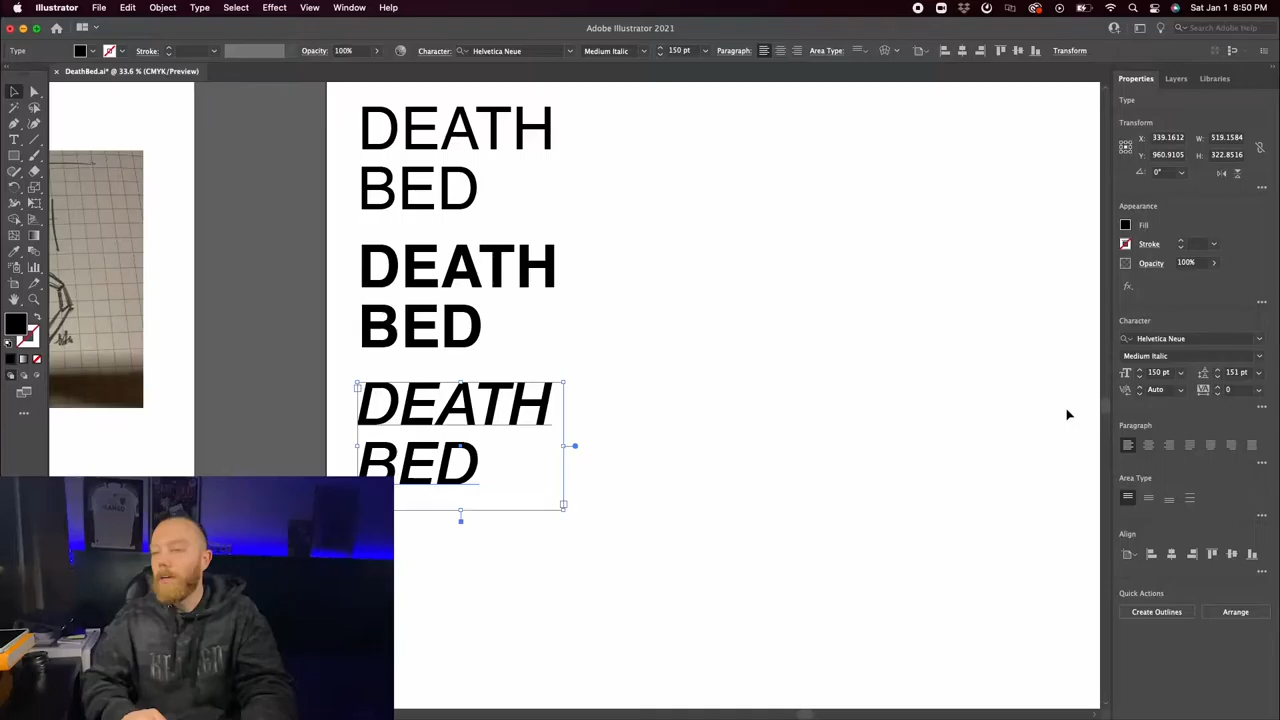 Illustrator File Edit Object Type Select Effect View Window Help Sat Jan 1 8:50 PM
Adobe Illustrator 2021 Search Adobe Help
Type Stroke: Opacity: 100% Character: Helvetica Neue Medium Italic 150 pt Paragraph: Area Type: Transform
× DeathBed.ai* @ 33.6 % (CMYK/Preview)
DEATH
BED
DEATH
BED
DEATH
BED
Properties Layers Libraries
Type
Transform
X: 339.1612 W: 519.1584
Y: 960.9105 H: 322.8516
0°
Appearance
Fill
Stroke
Opacity 100%
fx.
Character
Helvetica Neue
Medium Italic
150 pt 151 pt
Auto 0
Paragraph
Area Type
Align
Quick Actions
Create Outlines Arrange